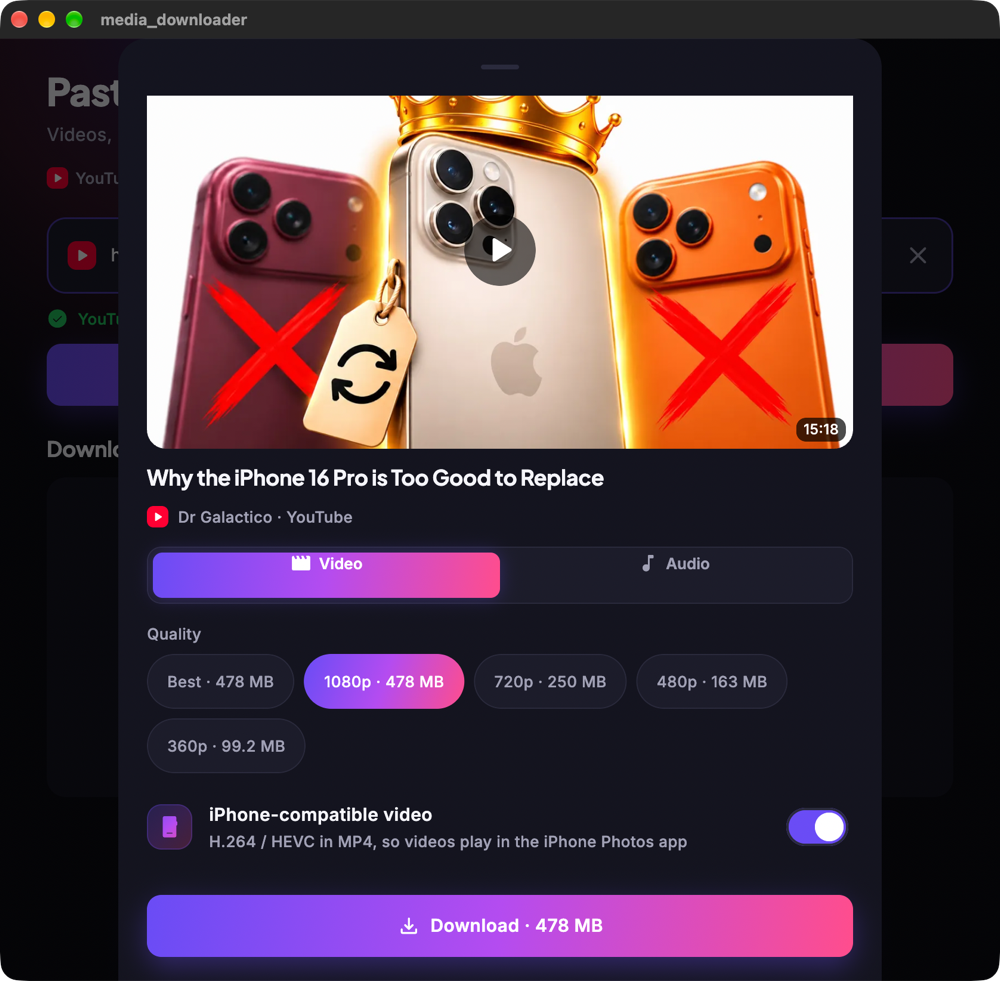 media_downloader
Past
Videos,
YouTu
h
YouTu
Downlo
15:18
Why the iPhone 16 Pro is Too Good to Replace
Dr Galactico · YouTube
Video
Audio
Quality
Best · 478 MB
1080p · 478 MB
720p · 250 MB
480p · 163 MB
360p · 99.2 MB
iPhone-compatible video
H.264 / HEVC in MP4, so videos play in the iPhone Photos app
Download · 478 MB